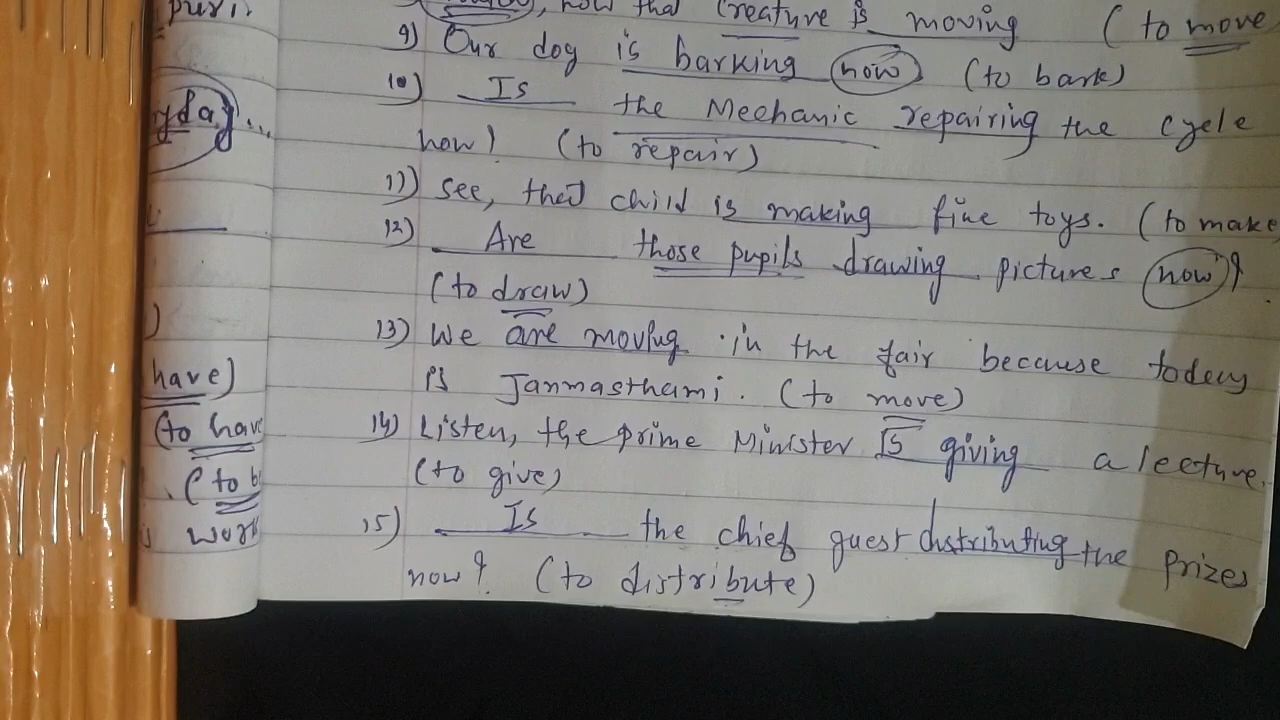 how that Creature is moving (to move
9) Our dog is barking now (to bark)
10) Is the Mechanic repairing the cycle
now? (to repair)
11) see, that child is making fine toys. (to make
12) Are those pupils drawing pictures now?
(to draw)
13) We are moving in the fair because today
is Janmasthami. (to move)
14) Listen, the prime Minister Is giving a lecture.
(to give)
15) Is the chief guest distributing the prizes
now? (to distribute)
have)
(to have
(to b
work